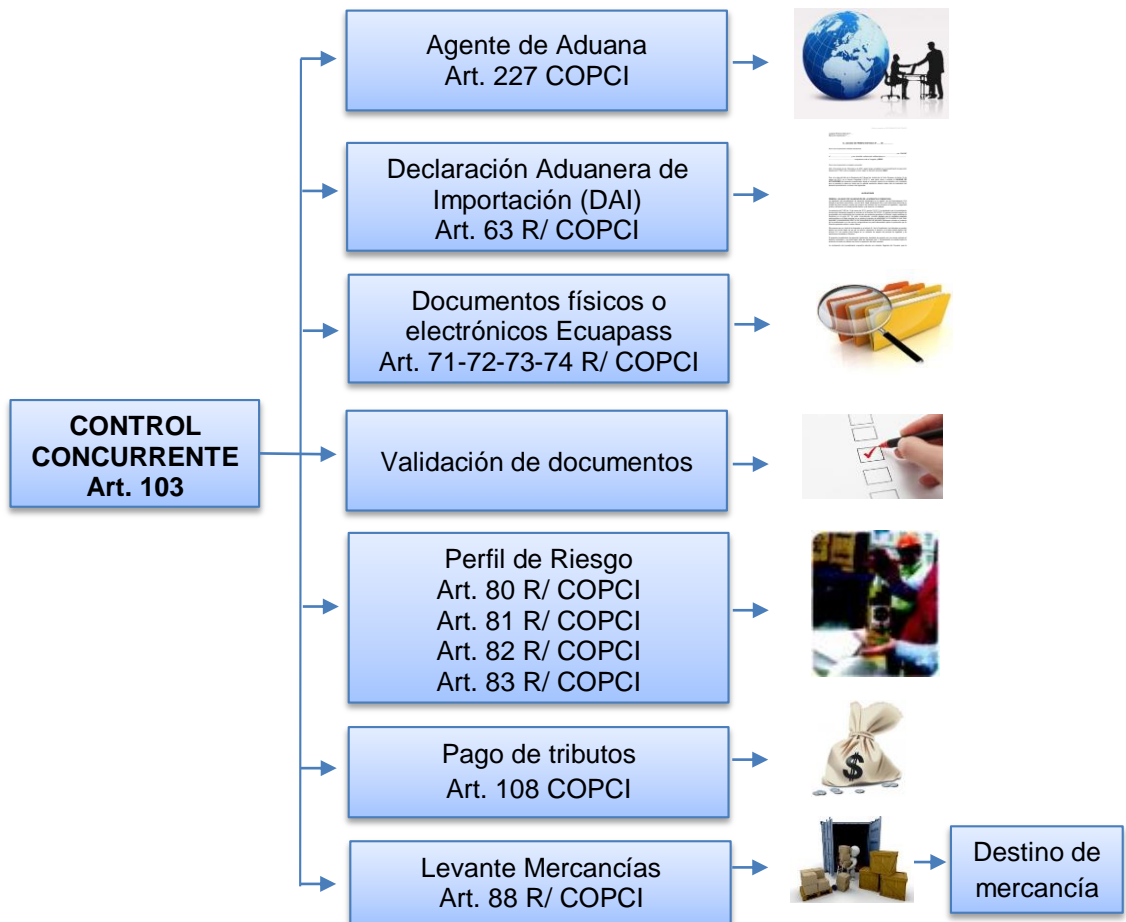 Agente de Aduana
Art. 227 COPCI
Declaración Aduanera de
Importación (DAI)
Art. 63 R/ COPCI
Documentos físicos o
electrónicos Ecuapass
Art. 71-72-73-74 R/ COPCI
CONTROL
CONCURRENTE
Art. 103
Validación de documentos
Perfil de Riesgo
Art. 80 R/ COPCI
Art. 81 R/ COPCI
Art. 82 R/ COPCI
Art. 83 R/ COPCI
Pago de tributos
Art. 108 COPCI
$
Levante Mercancías
Art. 88 R/ COPCI
Destino de
mercancía